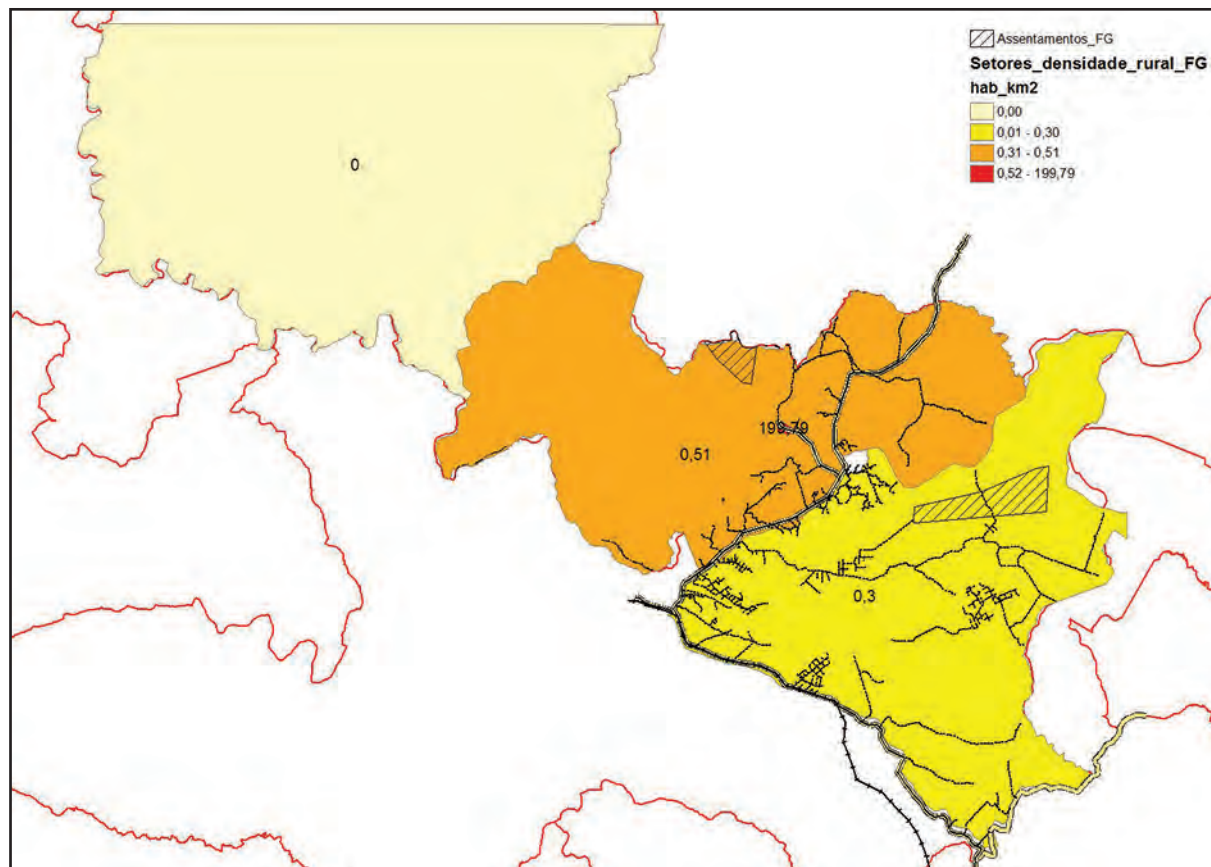 Assentamentos_FG
Setores_densidade_rural_FG
hab_km2
0,00
0,01 - 0,30
0,31 - 0,51
0,52 - 199,79
0
199,79
0,51
0,3